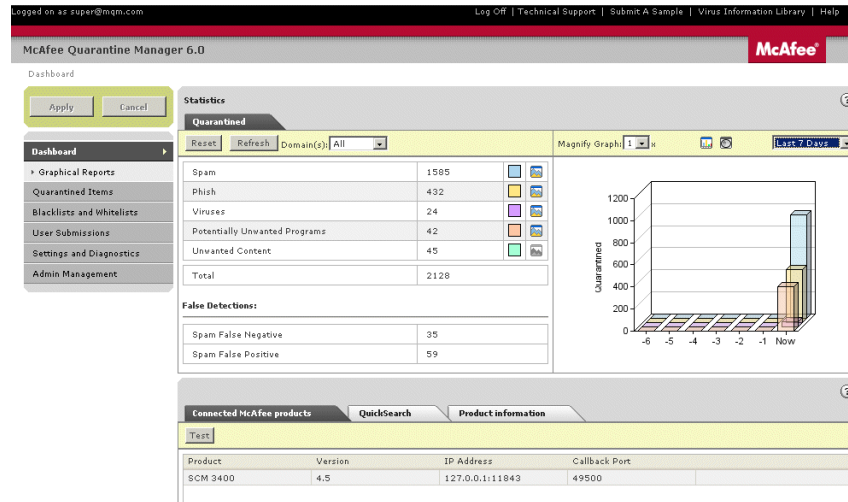 Logged on as super@mqm.com
Log Off | Technical Support | Submit A Sample | Virus Information Library | Help
McAfee Quarantine Manager 6.0
McAfee®
Dashboard
Apply Cancel
Dashboard
Graphical Reports
Quarantined Items
Blacklists and Whitelists
User Submissions
Settings and Diagnostics
Admin Management
Statistics
Quarantined
Reset Refresh Domain(s): All
Magnify Graph: 1 x Last 7 Days
Spam 1585
Phish 432
Viruses 24
Potentially Unwanted Programs 42
Unwanted Content 45
Total 2128
False Detections:
Spam False Negative 35
Spam False Positive 59
Quarantined
1200
1000
800
600
400
200
0
-6 -5 -4 -3 -2 -1 Now
Connected McAfee products QuickSearch Product information
Test
Product Version IP Address Callback Port
SCM 3400 4.5 127.0.0.1:11843 49500